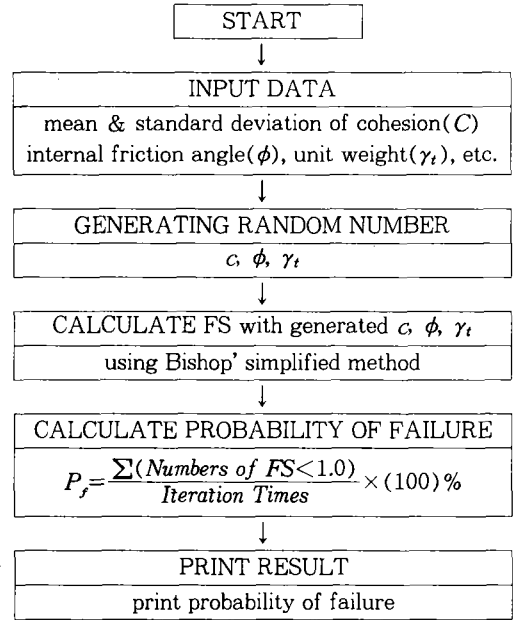 START
↓
INPUT DATA
mean & standard deviation of cohesion(C)
internal friction angle(ϕ), unit weight(γₜ), etc.
↓
GENERATING RANDOM NUMBER
c, ϕ, γₜ
↓
CALCULATE FS with generated c, ϕ, γₜ
using Bishop' simplified method
↓
CALCULATE PROBABILITY OF FAILURE
P_f = ∑(Numbers of FS<1.0) / Iteration Times × (100)%
↓
PRINT RESULT
print probability of failure